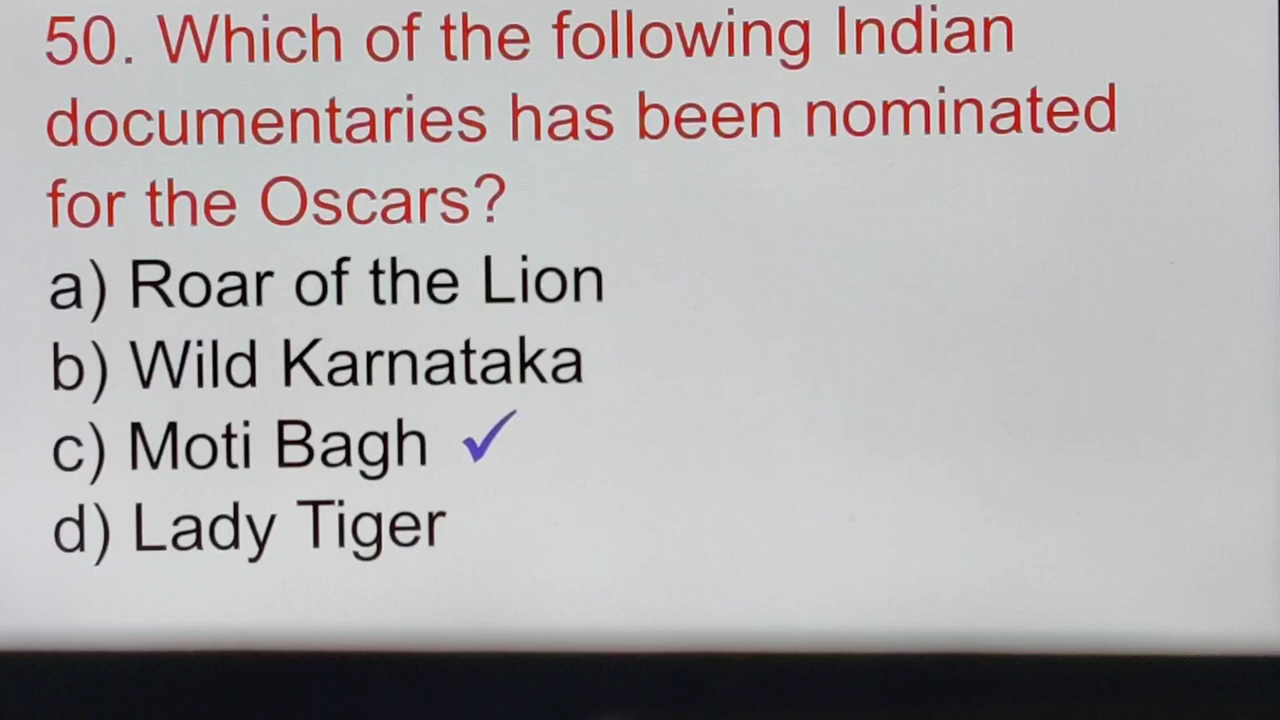 50. Which of the following Indian
documentaries has been nominated
for the Oscars?
a) Roar of the Lion
b) Wild Karnataka
c) Moti Bagh ✓
d) Lady Tiger